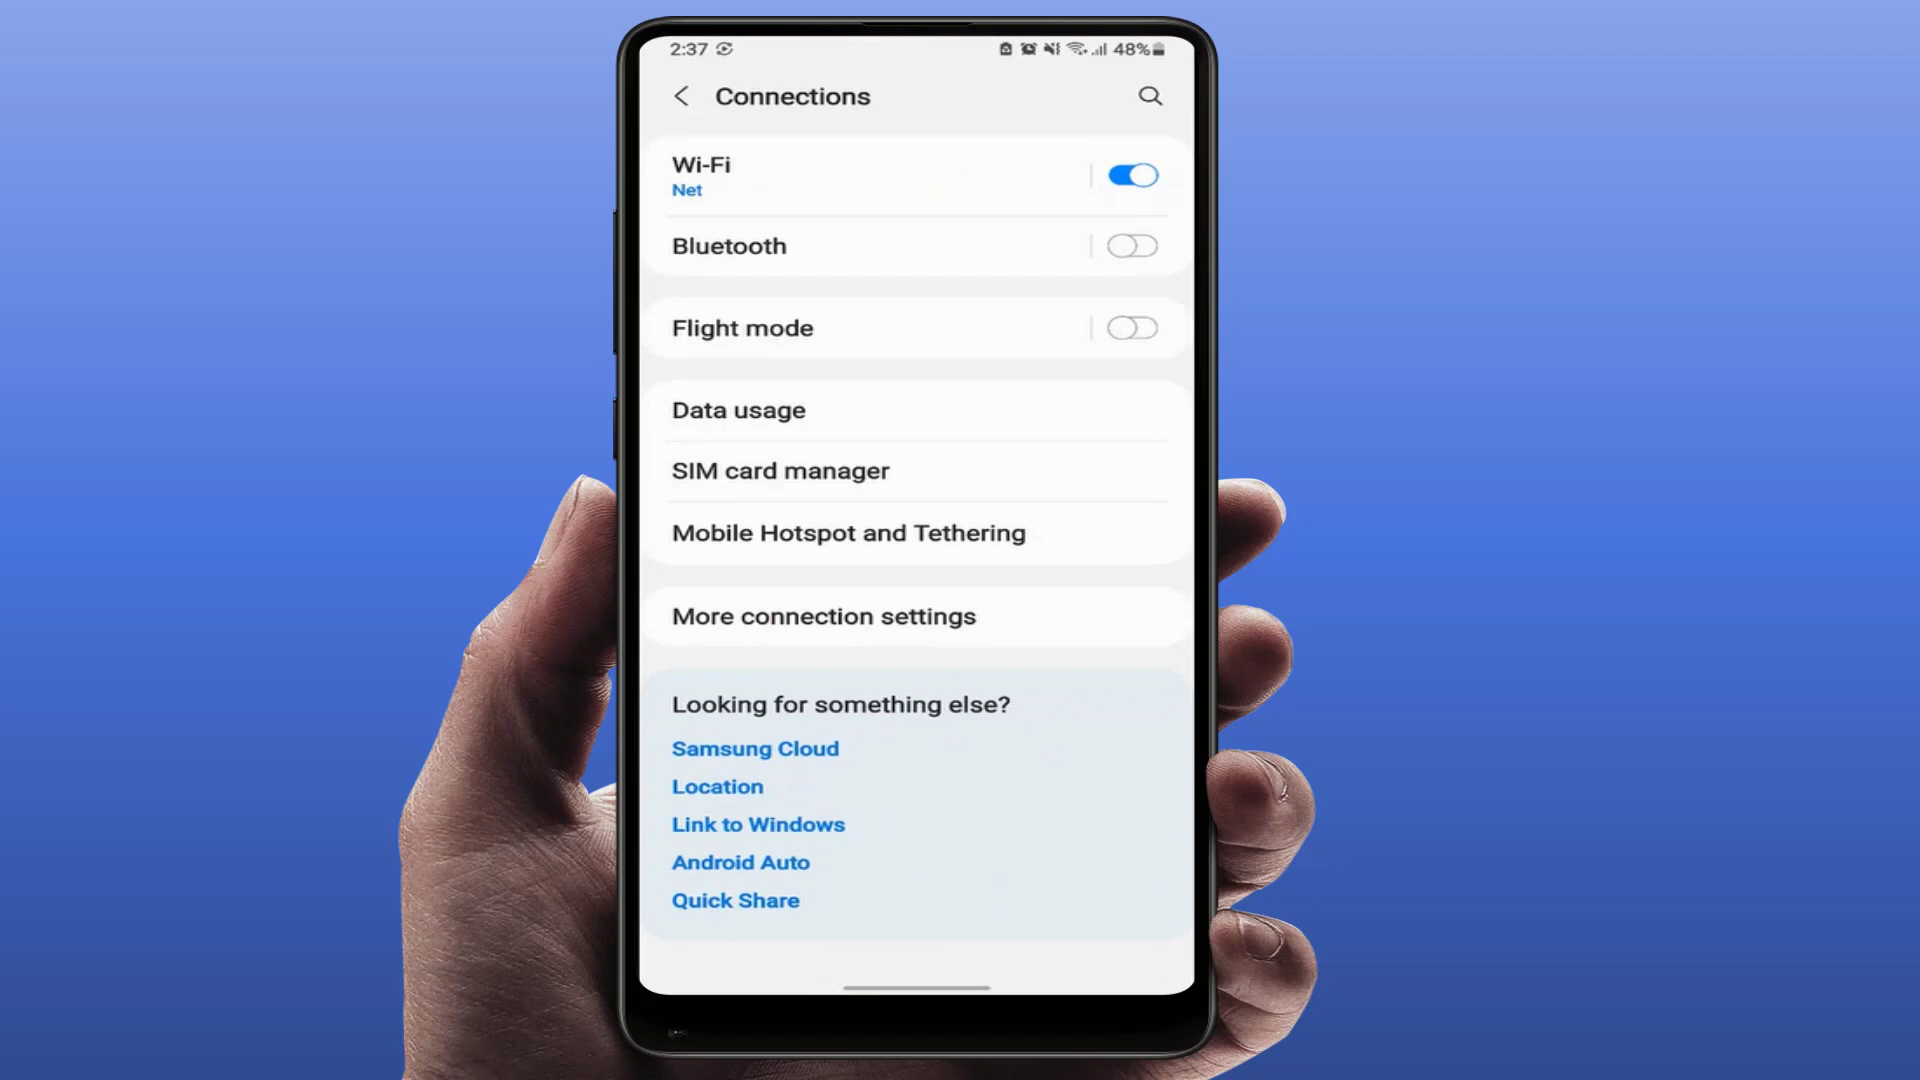 2:37 48%
Connections
Wi-Fi
Net
Bluetooth
Flight mode
Data usage
SIM card manager
Mobile Hotspot and Tethering
More connection settings
Looking for something else?
Samsung Cloud
Location
Link to Windows
Android Auto
Quick Share